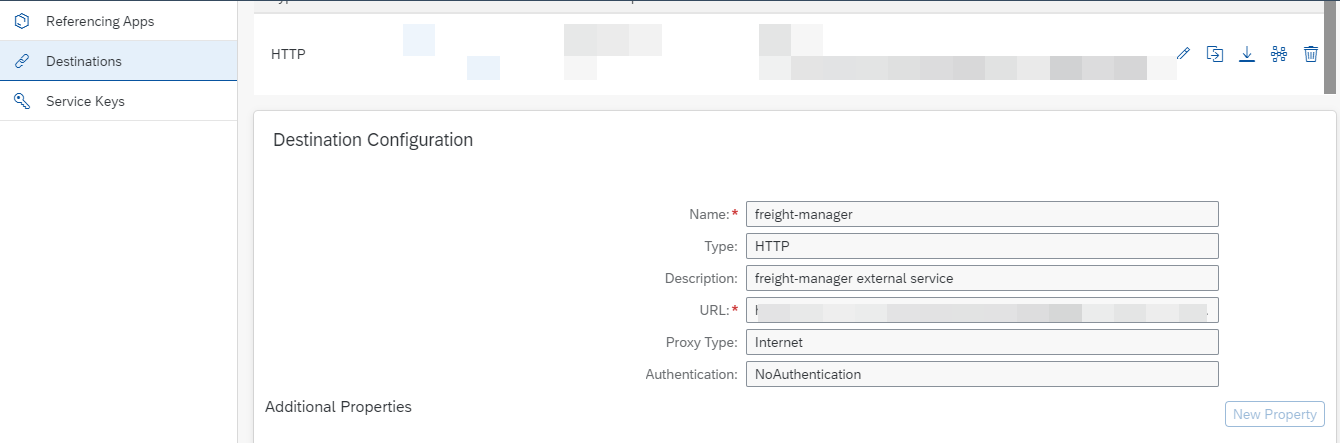 Referencing Apps
Destinations
Service Keys
HTTP
Destination Configuration
Name:* freight-manager
Type: HTTP
Description: freight-manager external service
URL:*
Proxy Type: Internet
Authentication: NoAuthentication
Additional Properties
New Property